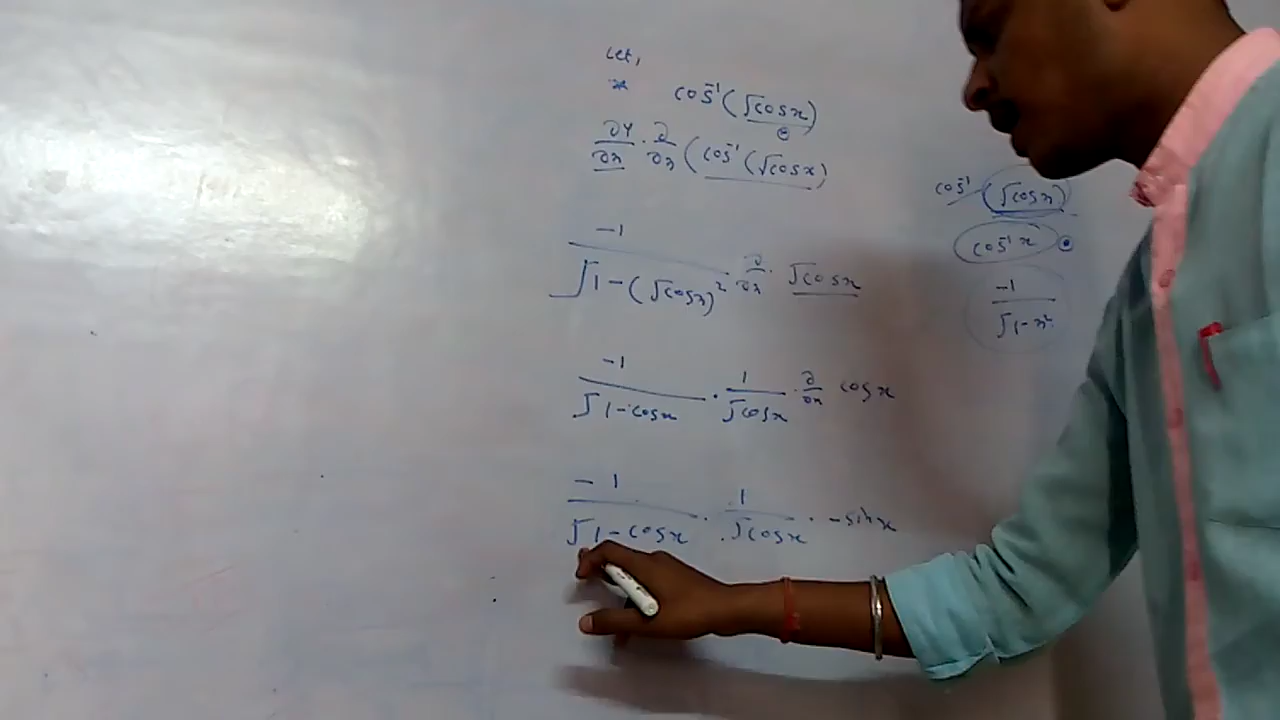 Let,
cos⁻¹(√cosx)
∂y/∂x · ∂/∂x (cos⁻¹(√cosx)
-1/√1-(√cosx)² ∂/∂x · √cosx
-1/√1-cosx · 1/√cosx · ∂/∂x cosx
-1/√1-cosx · 1/√cosx · -sinx
cos⁻¹(√cosx)
cos⁻¹x
-1/√1-x²